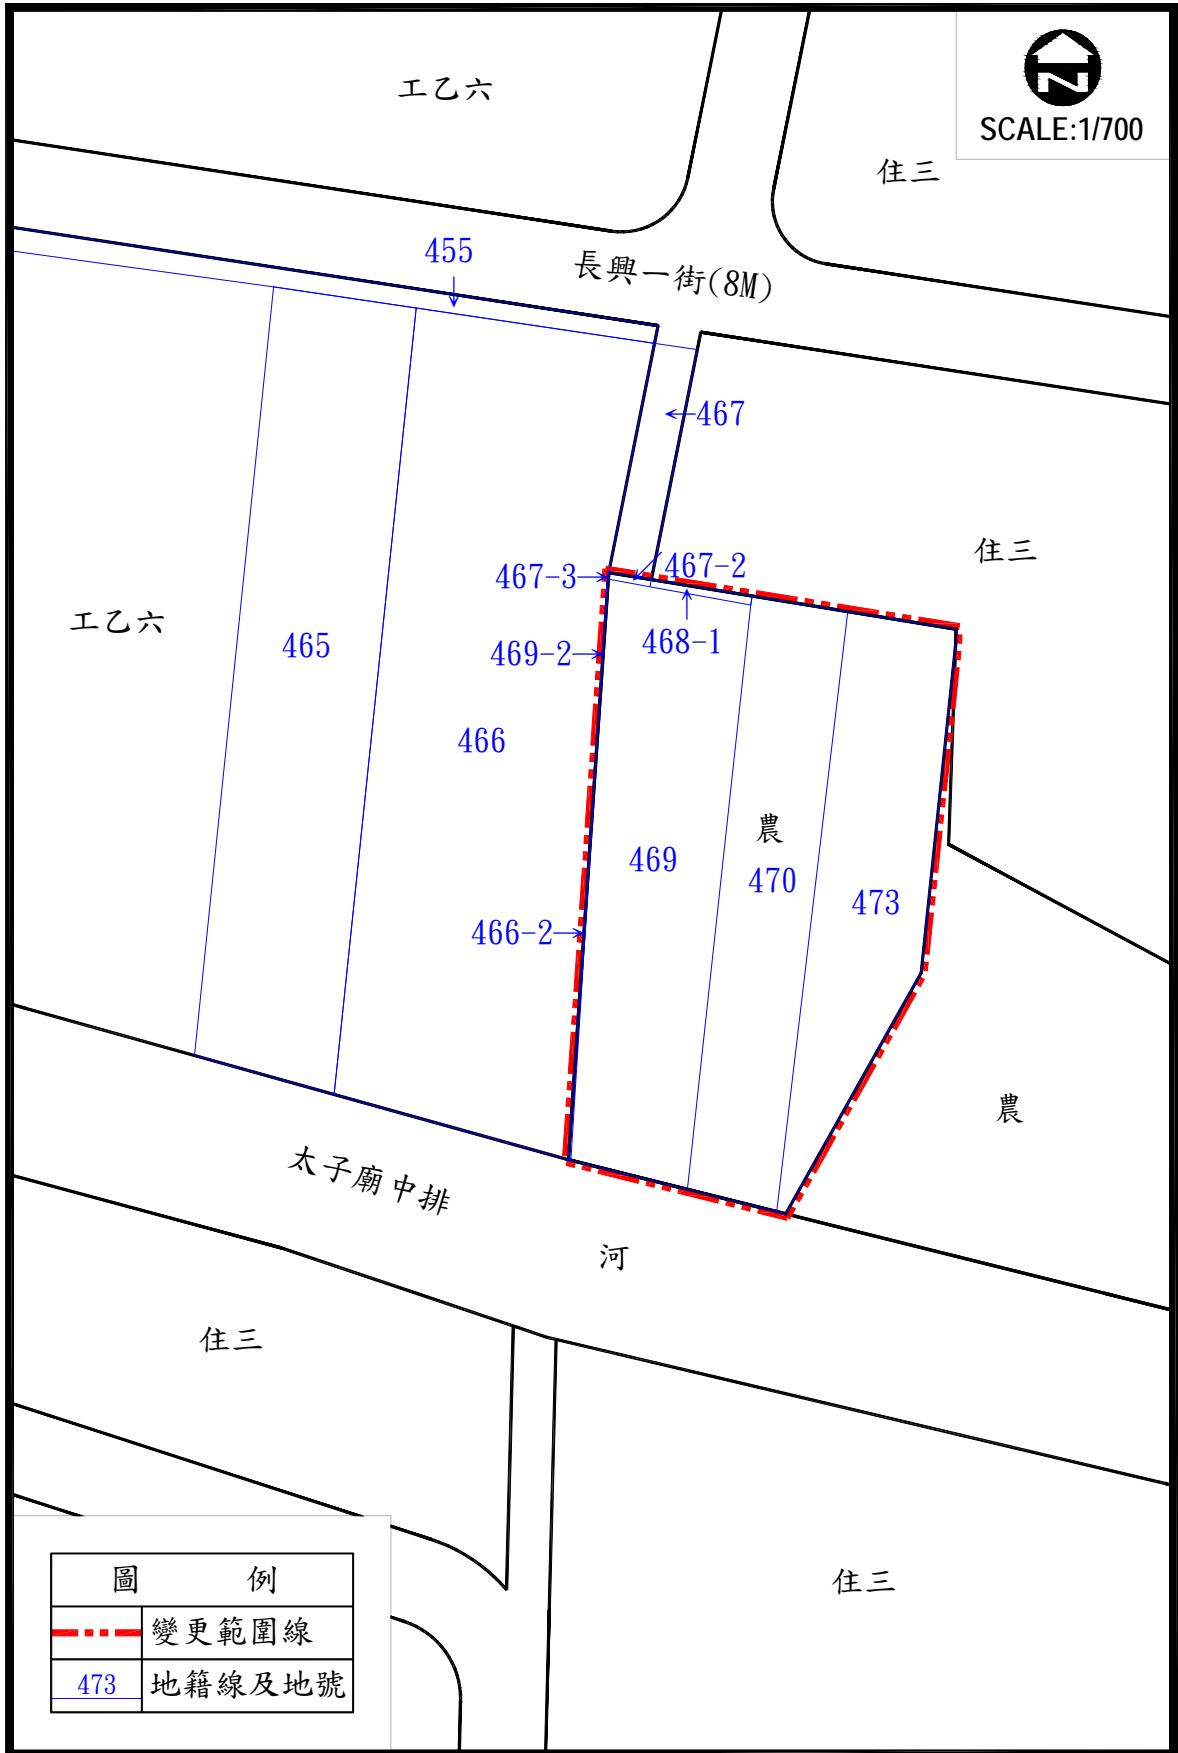 工乙六
SCALE:1/700
住三
455
長興一街(8M)
467
住三
467-3
467-2
工乙六
465
469-2
468-1
466
農
469
470
473
466-2
農
太子廟中排
河
住三
住三
圖 例
變更範圍線
473 地籍線及地號